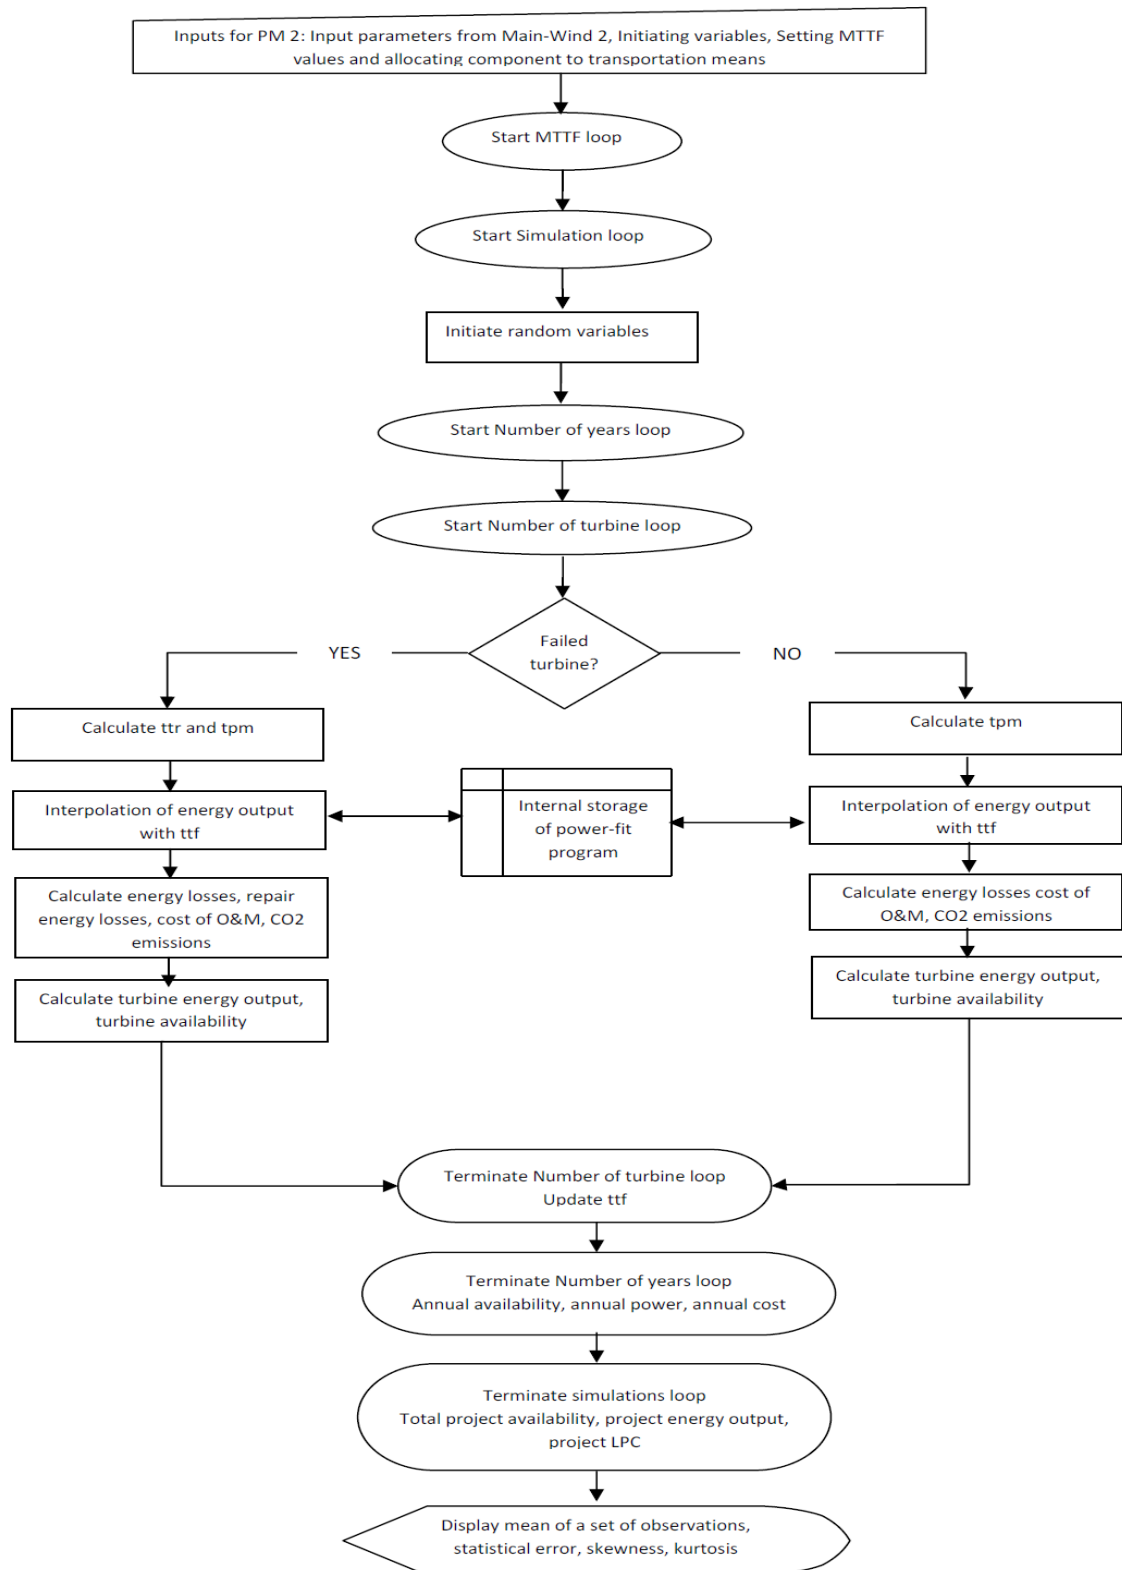 Inputs for PM 2: Input parameters from Main-Wind 2, Initiating variables, Setting MTTF
values and allocating component to transportation means
Start MTTF loop
Start Simulation loop
Initiate random variables
Start Number of years loop
Start Number of turbine loop
Failed
turbine?
YES
NO
Calculate ttr and tpm
Calculate tpm
Interpolation of energy output
with ttf
Internal storage
of power-fit
program
Interpolation of energy output
with ttf
Calculate energy losses, repair
energy losses, cost of O&M, CO2
emissions
Calculate energy losses cost of
O&M, CO2 emissions
Calculate turbine energy output,
turbine availability
Calculate turbine energy output,
turbine availability
Terminate Number of turbine loop
Update ttf
Terminate Number of years loop
Annual availability, annual power, annual cost
Terminate simulations loop
Total project availability, project energy output,
project LPC
Display mean of a set of observations,
statistical error, skewness, kurtosis